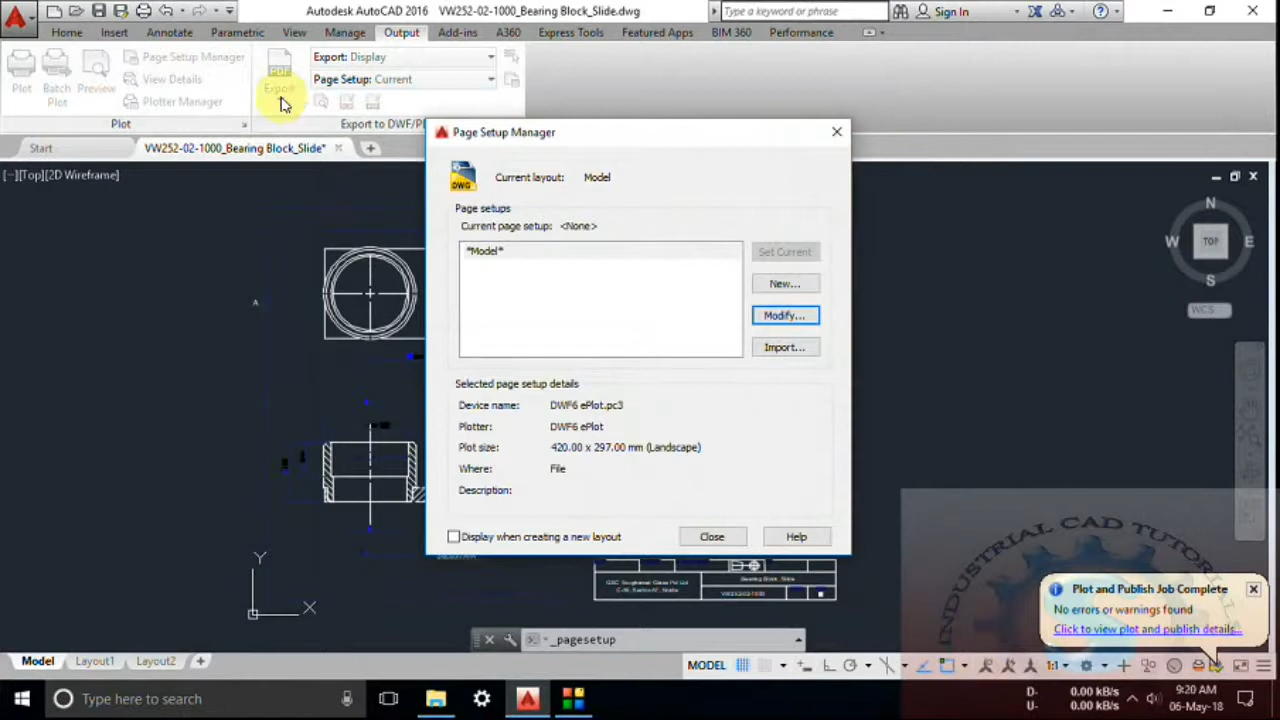 Autodesk AutoCAD 2016 VW252-02-1000_Bearing Block_Slide.dwg
Type a keyword or phrase
Sign In
Home Insert Annotate Parametric View Manage Output Add-ins A360 Express Tools Featured Apps BIM 360 Performance
Plot
Batch Plot
Preview
Page Setup Manager
View Details
Plotter Manager
PDF
Export
Export: Display
Page Setup: Current
Plot
Export to DWF/P
Start
VW252-02-1000_Bearing Block_Slide*
[−][Top][2D Wireframe]
Page Setup Manager
DWG
Current layout: Model
Page setups
Current page setup: <None>
*Model*
Set Current
New...
Modify...
Import...
Selected page setup details
Device name: DWF6 ePlot.pc3
Plotter: DWF6 ePlot
Plot size: 420.00 x 297.00 mm (Landscape)
Where: File
Description:
Display when creating a new layout
Close
Help
N
W TOP E
S
WCS
A
Y
X
Bearing Block_Slide
VW252-02-1000
INDUSTRIAL CAD TUTORI
Plot and Publish Job Complete
No errors or warnings found
Click to view plot and publish details...
_pagesetup
Model Layout1 Layout2
MODEL
1:1
Type here to search
D: 0.00 kB/s
U: 0.00 kB/s
9:20 AM
06-May-18